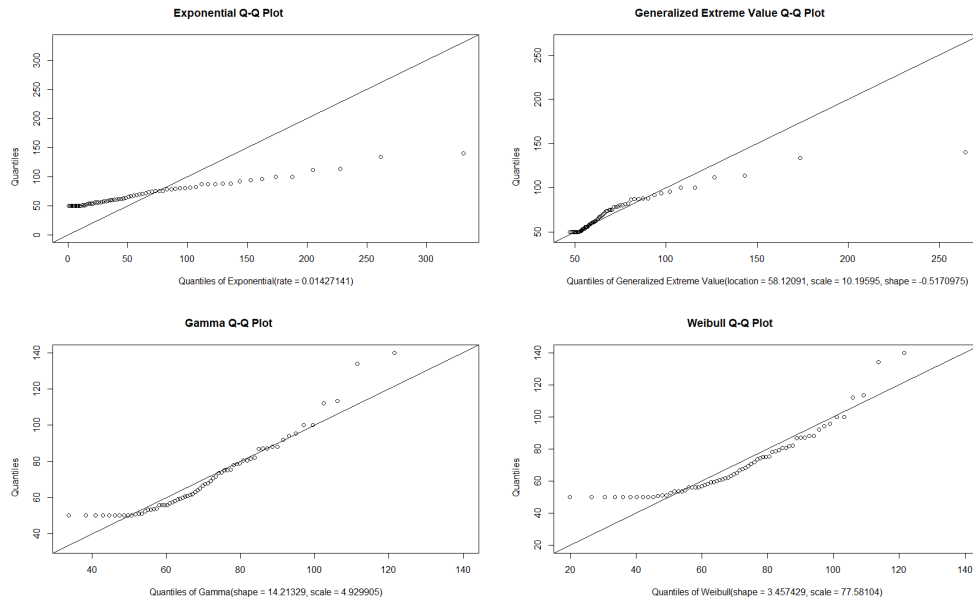 Exponential Q-Q Plot
Quantiles
300
250
200
150
100
50
0
0 50 100 150 200 250 300
Quantiles of Exponential(rate = 0.01427141)
Generalized Extreme Value Q-Q Plot
Quantiles
250
200
150
100
50
50 100 150 200 250
Quantiles of Generalized Extreme Value(location = 58.12091, scale = 10.19595, shape = -0.5170975)
Gamma Q-Q Plot
Quantiles
140
120
100
80
60
40
40 60 80 100 120 140
Quantiles of Gamma(shape = 14.21329, scale = 4.929905)
Weibull Q-Q Plot
Quantiles
140
120
100
80
60
40
20
20 40 60 80 100 120 140
Quantiles of Weibull(shape = 3.457429, scale = 77.58104)